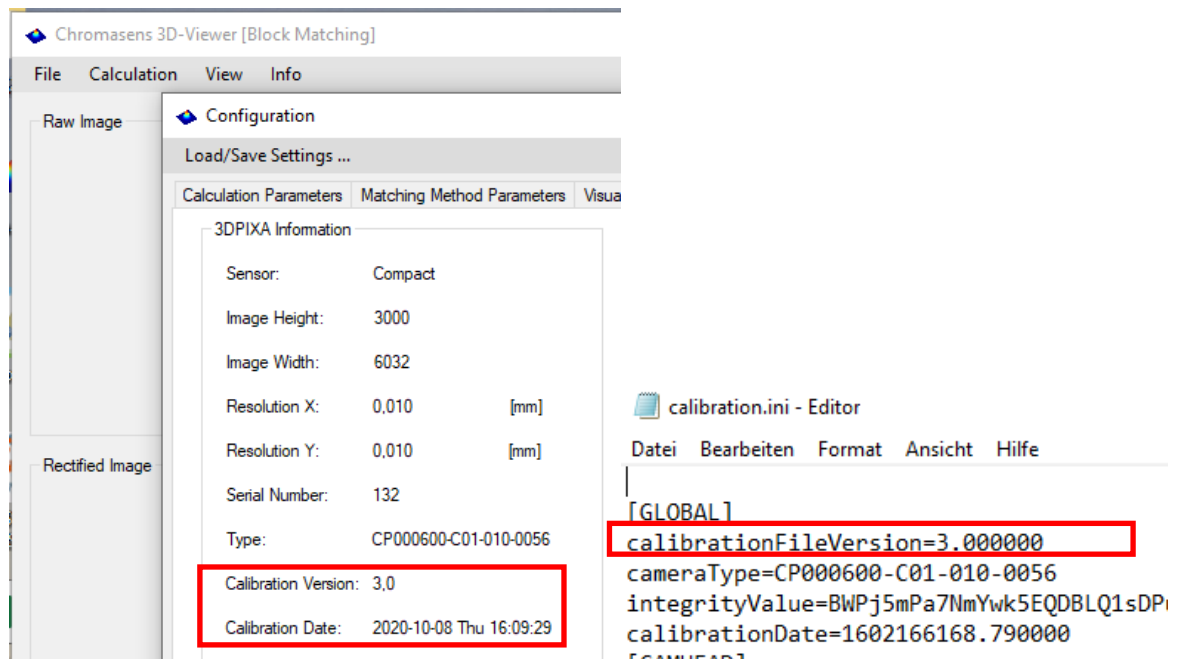 Chromasens 3D-Viewer [Block Matching]
File Calculation View Info
Raw Image
Configuration
Load/Save Settings ...
Calculation Parameters Matching Method Parameters
3DPIXA Information
Sensor: Compact
Image Height: 3000
Image Width: 6032
Resolution X: 0,010 [mm]
Resolution Y: 0,010 [mm]
Serial Number: 132
Type: CP000600-C01-010-0056
Calibration Version: 3,0
Calibration Date: 2020-10-08 Thu 16:09:29
Rectified Image
calibration.ini - Editor
Datei Bearbeiten Format Ansicht Hilfe
[GLOBAL]
calibrationFileVersion=3.000000
cameraType=CP000600-C01-010-0056
integrityValue=BWPj5mPa7NmYwk5EQDBLQ1sDP
calibrationDate=1602166168.790000